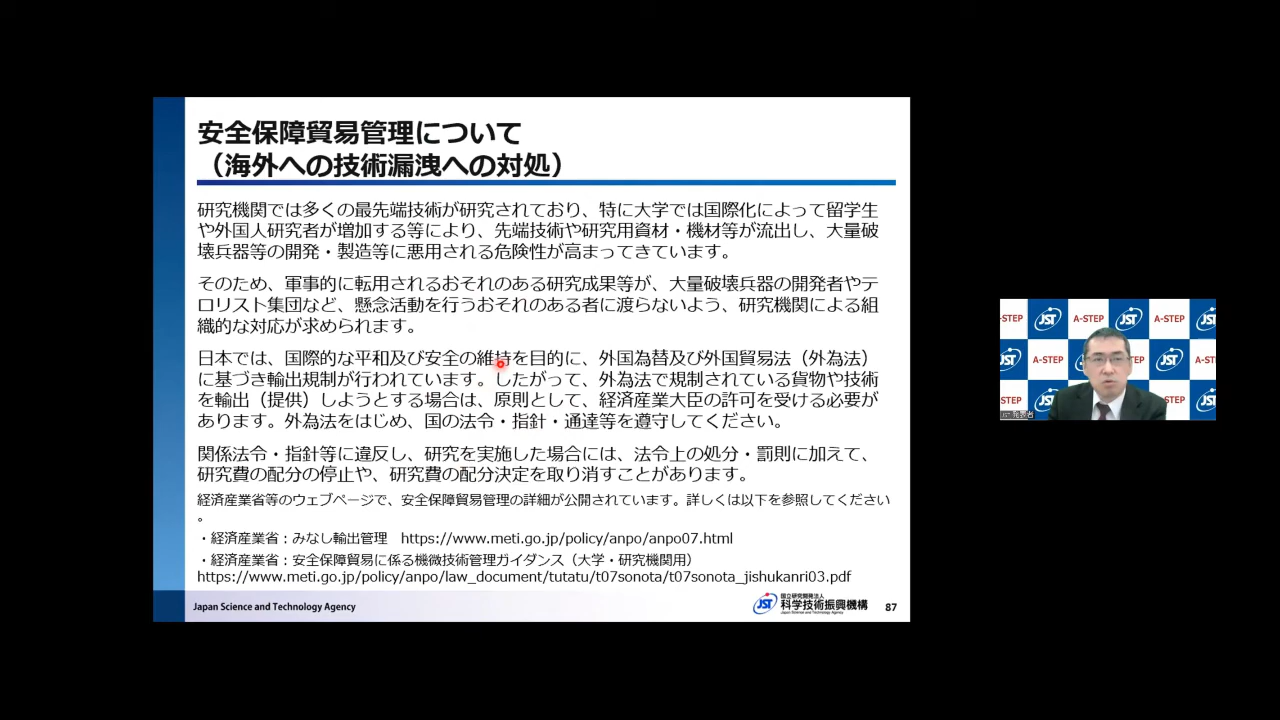 安全保障貿易管理について
（海外への技術漏洩への対処）
研究機関では多くの最先端技術が研究されており、特に大学では国際化によって留学生
や外国人研究者が増加する等により、先端技術や研究用資材・機材等が流出し、大量破
壊兵器等の開発・製造等に悪用される危険性が高まってきています。
そのため、軍事的に転用されるおそれのある研究成果等が、大量破壊兵器の開発者やテ
ロリスト集団など、懸念活動を行うおそれのある者に渡らないよう、研究機関による組
織的な対応が求められます。
日本では、国際的な平和及び安全の維持を目的に、外国為替及び外国貿易法（外為法）
に基づき輸出規制が行われています。したがって、外為法で規制されている貨物や技術
を輸出（提供）しようとする場合は、原則として、経済産業大臣の許可を受ける必要が
あります。外為法をはじめ、国の法令・指針・通達等を遵守してください。
関係法令・指針等に違反し、研究を実施した場合には、法令上の処分・罰則に加えて、
研究費の配分の停止や、研究費の配分決定を取り消すことがあります。
経済産業省等のウェブページで、安全保障貿易管理の詳細が公開されています。詳しくは以下を参照してください
。
・経済産業省：みなし輸出管理　https://www.meti.go.jp/policy/anpo/anpo07.html
・経済産業省：安全保障貿易に係る機微技術管理ガイダンス（大学・研究機関用）
https://www.meti.go.jp/policy/anpo/law_document/tutatu/t07sonota/t07sonota_jishukanri03.pdf
Japan Science and Technology Agency
JST
国立研究開発法人
科学技術振興機構
Japan Science and Technology Agency
87
-STEP JST A-STEP JST A-STEP JST
JST A-STEP JST A-STEP
STEP JST JST
JST 発表者